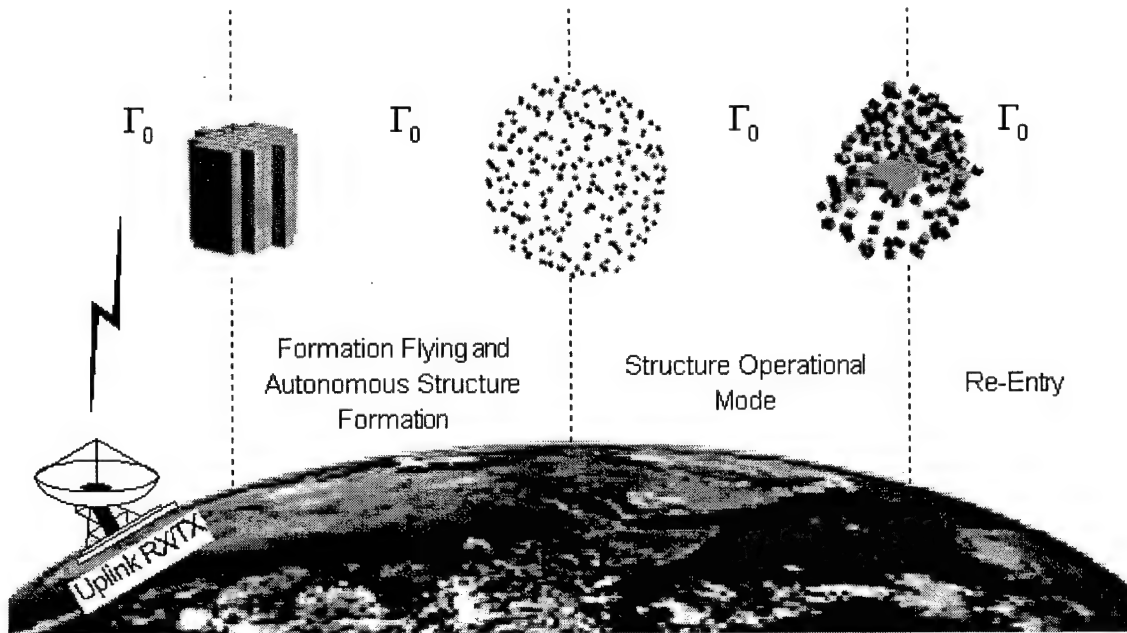 Γ₀
Γ₀
Γ₀
Γ₀
Formation Flying and
Autonomous Structure
Formation
Structure Operational
Mode
Re-Entry
Uplink RX/TX